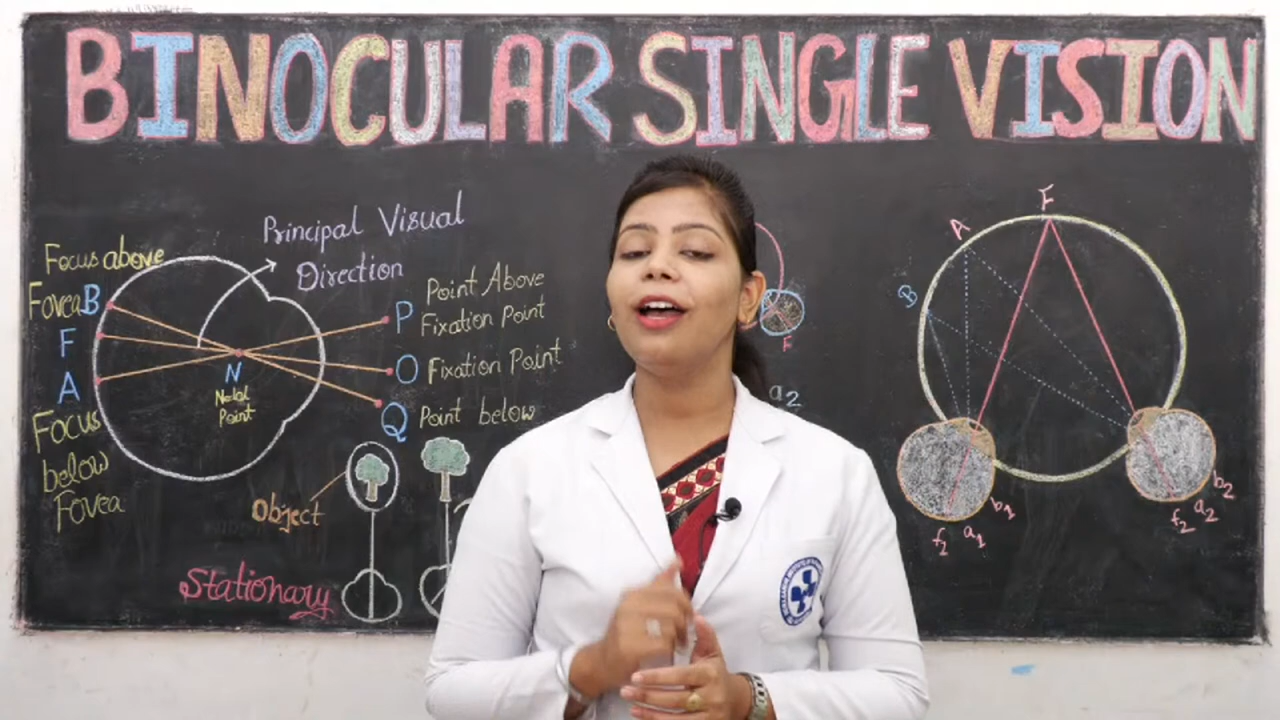 BINOCULAR SINGLE VISION
Principal Visual
Direction
Focus above
Fovea B
F
A
Focus
below
Fovea
N
Nodal
Point
P
Point Above
Fixation Point
O Fixation Point
Q Point below
Object
Stationary
F
a2
F
A
B
f1 a1 b1
f2 a2 b2